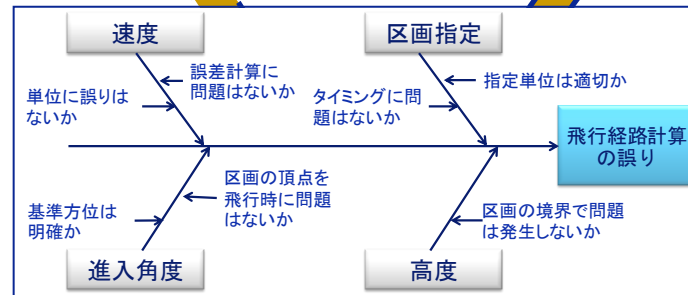 速度
区画指定
誤差計算に
問題はないか
指定単位は適切か
単位に誤りは
ないか
タイミングに問
題はないか
飛行経路計算
の誤り
区画の頂点を
飛行時に問題
はないか
基準方位は
明確か
区画の境界で問題
は発生しないか
進入角度
高度